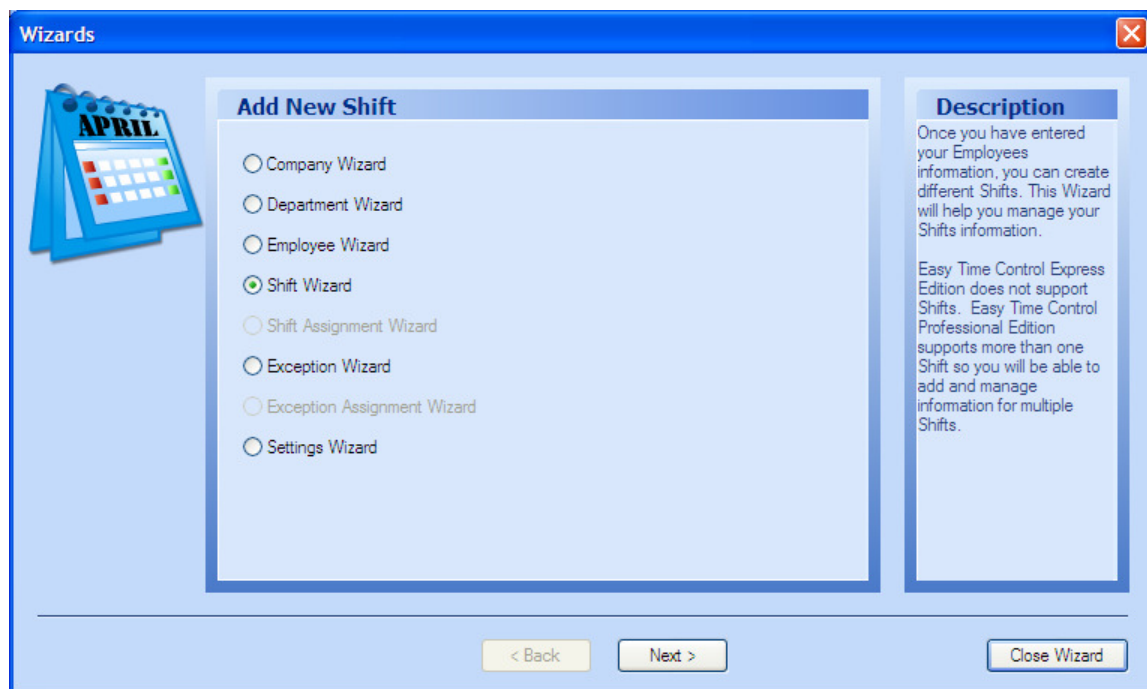 Wizards
APRIL
Add New Shift
Company Wizard
Department Wizard
Employee Wizard
Shift Wizard
Shift Assignment Wizard
Exception Wizard
Exception Assignment Wizard
Settings Wizard
Description
Once you have entered
your Employees
information, you can create
different Shifts. This Wizard
will help you manage your
Shifts information.
Easy Time Control Express
Edition does not support
Shifts.  Easy Time Control
Professional Edition
supports more than one
Shift so you will be able to
add and manage
information for multiple
Shifts.
< Back
Next >
Close Wizard